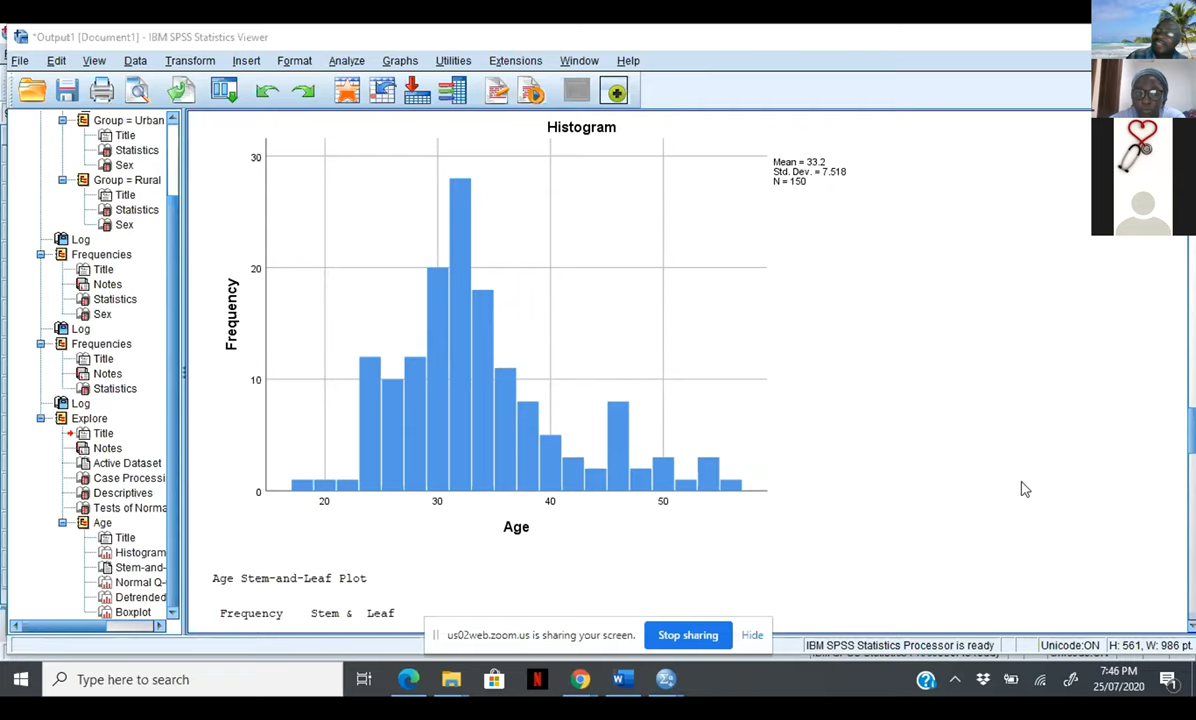 *Output1 [Document1] - IBM SPSS Statistics Viewer
File Edit View Data Transform Insert Format Analyze Graphs Utilities Extensions Window Help
Group = Urban
Title
Statistics
Sex
Group = Rural
Title
Statistics
Sex
Log
Frequencies
Title
Notes
Statistics
Sex
Log
Frequencies
Title
Notes
Statistics
Log
Explore
Title
Notes
Active Dataset
Case Processi
Descriptives
Tests of Norma
Age
Title
Histogram
Stem-and-
Normal Q-
Detrended
Boxplot
Histogram
Mean = 33.2
Std. Dev. = 7.518
N = 150
Frequency
30
20
10
0
20 30 40 50
Age
Age Stem-and-Leaf Plot
Frequency Stem & Leaf
us02web.zoom.us is sharing your screen. Stop sharing Hide
IBM SPSS Statistics Processor is ready Unicode:ON H: 561, W: 986 pt.
Type here to search
7:46 PM
25/07/2020
1